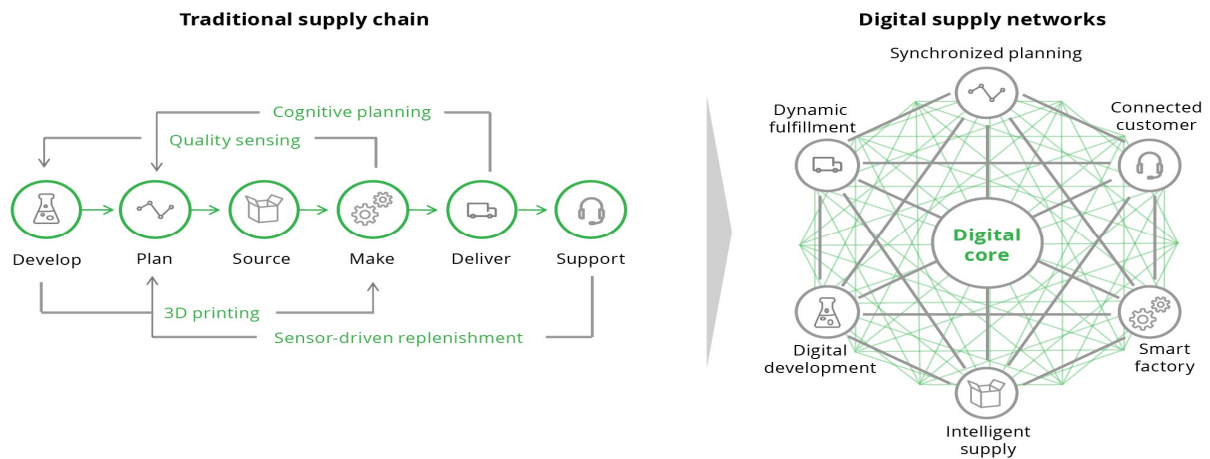 Traditional supply chain
Cognitive planning
Quality sensing
Develop
Plan
Source
Make
Deliver
Support
3D printing
Sensor-driven replenishment
Digital supply networks
Synchronized planning
Dynamic
fulfillment
Connected
customer
Digital
core
Digital
development
Smart
factory
Intelligent
supply